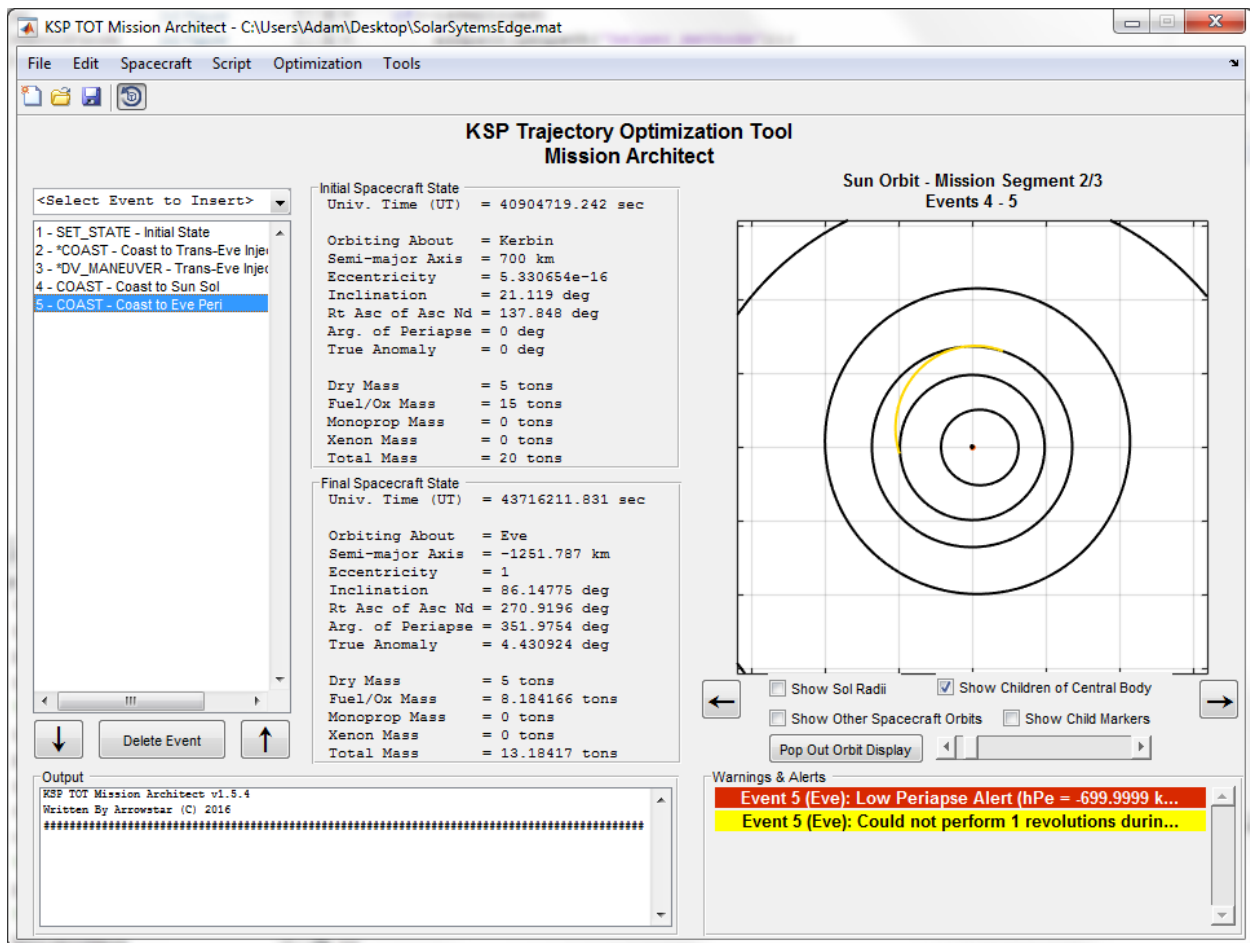 KSP TOT Mission Architect - C:\Users\Adam\Desktop\SolarSytemsEdge.mat
File Edit Spacecraft Script Optimization Tools
KSP Trajectory Optimization Tool
Mission Architect
<Select Event to Insert>
1 - SET_STATE - Initial State
2 - *COAST - Coast to Trans-Eve Injec
3 - *DV_MANEUVER - Trans-Eve Injec
4 - COAST - Coast to Sun SoI
5 - COAST - Coast to Eve Peri
Delete Event
Initial Spacecraft State
Univ. Time (UT) = 40904719.242 sec
Orbiting About = Kerbin
Semi-major Axis = 700 km
Eccentricity = 5.330654e-16
Inclination = 21.119 deg
Rt Asc of Asc Nd = 137.848 deg
Arg. of Periapse = 0 deg
True Anomaly = 0 deg
Dry Mass = 5 tons
Fuel/Ox Mass = 15 tons
Monoprop Mass = 0 tons
Xenon Mass = 0 tons
Total Mass = 20 tons
Final Spacecraft State
Univ. Time (UT) = 43716211.831 sec
Orbiting About = Eve
Semi-major Axis = -1251.787 km
Eccentricity = 1
Inclination = 86.14775 deg
Rt Asc of Asc Nd = 270.9196 deg
Arg. of Periapse = 351.9754 deg
True Anomaly = 4.430924 deg
Dry Mass = 5 tons
Fuel/Ox Mass = 8.184166 tons
Monoprop Mass = 0 tons
Xenon Mass = 0 tons
Total Mass = 13.18417 tons
Sun Orbit - Mission Segment 2/3
Events 4 - 5
Show SoI Radii
Show Children of Central Body
Show Other Spacecraft Orbits
Show Child Markers
Pop Out Orbit Display
Output
KSP TOT Mission Architect v1.5.4
Written By Arrowstar (C) 2016
Warnings & Alerts
Event 5 (Eve): Low Periapse Alert (hPe = -699.9999 k...
Event 5 (Eve): Could not perform 1 revolutions durin...